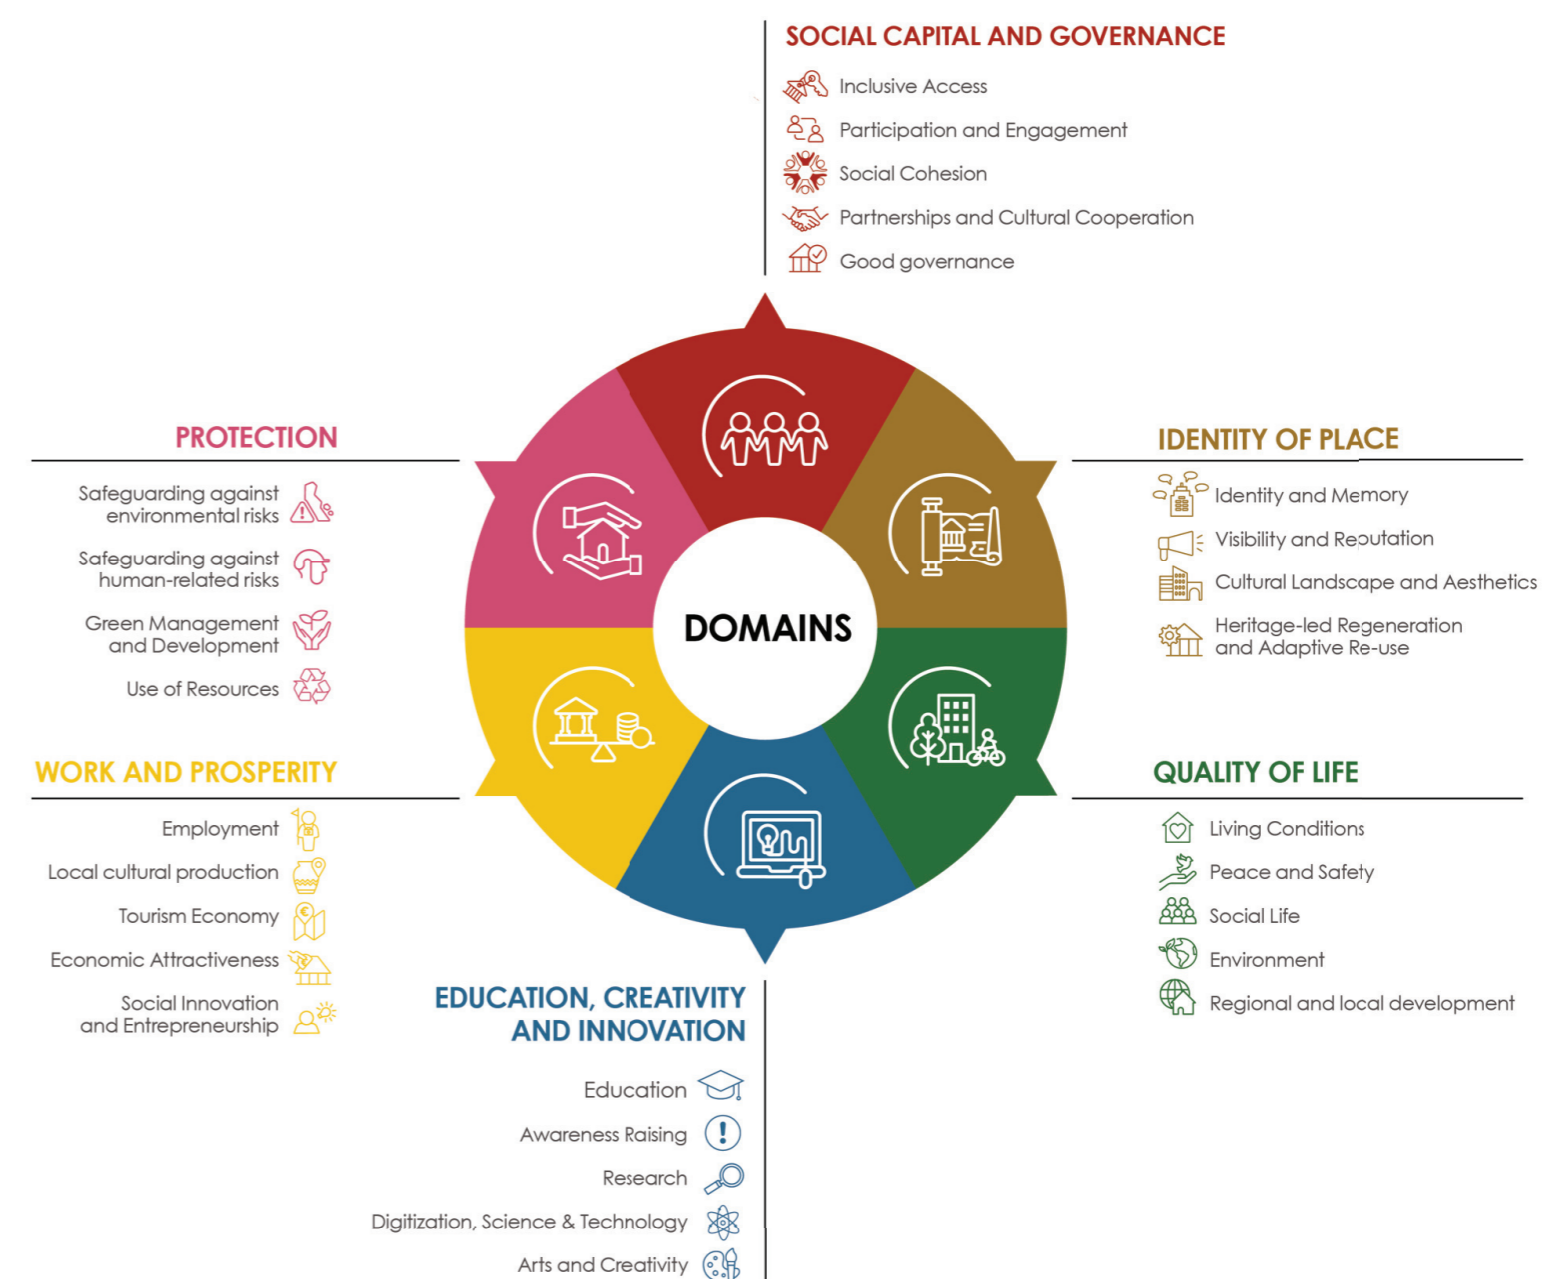 SOCIAL CAPITAL AND GOVERNANCE
Inclusive Access
Participation and Engagement
Social Cohesion
Partnerships and Cultural Cooperation
Good governance
PROTECTION
Safeguarding against
environmental risks
Safeguarding against
human-related risks
Green Management
and Development
Use of Resources
IDENTITY OF PLACE
Identity and Memory
Visibility and Reputation
Cultural Landscape and Aesthetics
Heritage-led Regeneration
and Adaptive Re-use
DOMAINS
WORK AND PROSPERITY
Employment
Local cultural production
Tourism Economy
Economic Attractiveness
Social Innovation
and Entrepreneurship
QUALITY OF LIFE
Living Conditions
Peace and Safety
Social Life
Environment
Regional and local development
EDUCATION, CREATIVITY
AND INNOVATION
Education
Awareness Raising
Research
Digitization, Science & Technology
Arts and Creativity